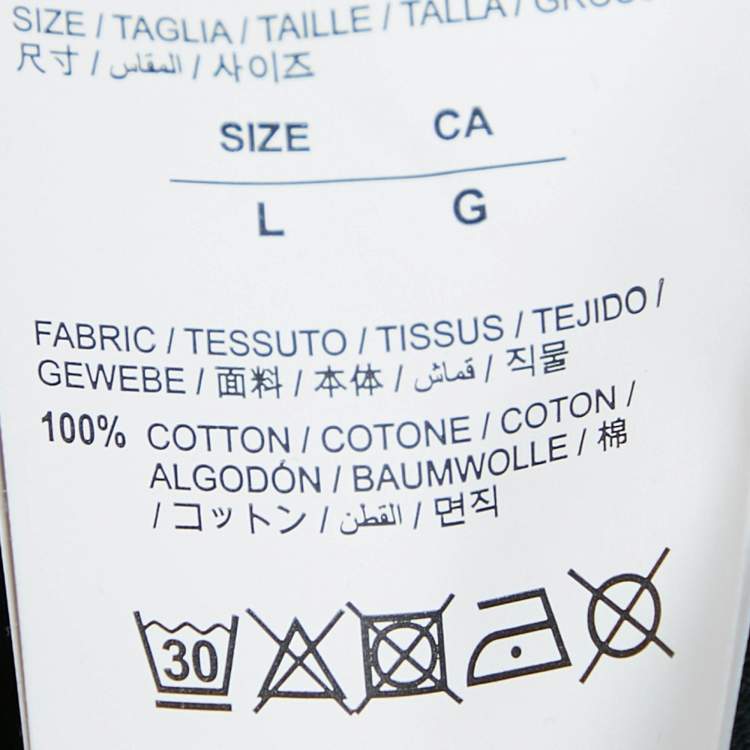 SIZE / TAGLIA / TAILLE / TALLA /
尺寸 / المقاس / 사이즈
SIZE CA
L G
FABRIC / TESSUTO / TISSUS / TEJIDO /
GEWEBE / 面料 / 本体 / قماش / 직물
100% COTTON / COTONE / COTON /
ALGODÓN / BAUMWOLLE / 棉
/ コットン / القطن / 면직
30